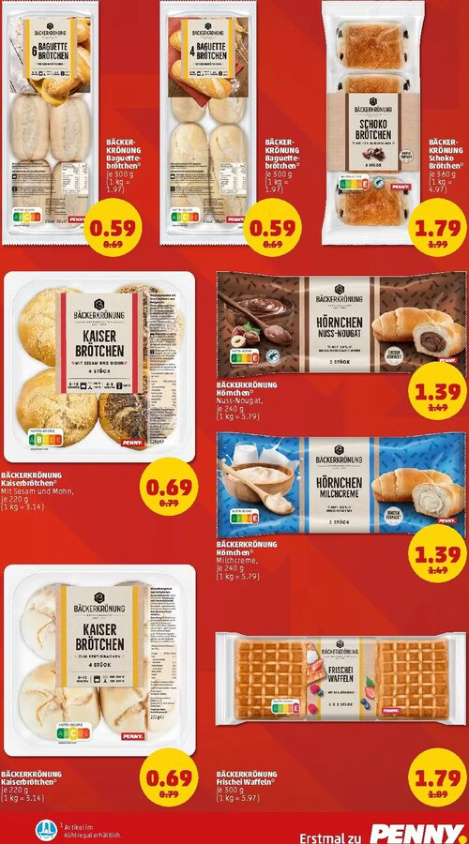 BÄCKERKRÖNUNG
6 BAGUETTE
BRÖTCHEN
BÄCKER-
KRÖNUNG
Baguette-
brötchen
je 300 g
(1 kg =
1.97)
0.59
0.69
BÄCKERKRÖNUNG
4 BAGUETTE
BRÖTCHEN
PENNY.
BÄCKER-
KRÖNUNG
Baguette-
brötchen
je 300 g
(1 kg =
1.97)
0.59
0.69
BÄCKERKRÖNUNG
SCHOKO
BRÖTCHEN
PENNY.
BÄCKER-
KRÖNUNG
Schoko
Brötchen
je 360 g
(1 kg =
4.97)
1.79
1.99
BÄCKERKRÖNUNG
KAISER
BRÖTCHEN
MIT SESAM UND MOHN
4 STÜCK
PENNY.
BÄCKERKRÖNUNG
Kaiserbrötchen
Mit Sesam und Mohn,
je 220 g
(1 kg = 3.14)
0.69
0.79
BÄCKERKRÖNUNG
HÖRNCHEN
NUSS-NOUGAT
5 STÜCK
BÄCKERKRÖNUNG
Hörnchen
Nuss-Nougat,
je 240 g
(1 kg = 5.79)
1.39
1.49
BÄCKERKRÖNUNG
HÖRNCHEN
MILCHCREME
BÄCKERKRÖNUNG
Hörnchen
Milchcreme,
je 240 g
(1 kg = 5.79)
1.39
1.49
BÄCKERKRÖNUNG
KAISER
BRÖTCHEN
4 STÜCK
PENNY.
BÄCKERKRÖNUNG
Kaiserbrötchen
je 220 g
(1 kg = 3.14)
0.69
0.79
BÄCKERKRÖNUNG
FRISCHEI
WAFFELN
PENNY.
BÄCKERKRÖNUNG
Frischei Waffeln
je 300 g
(1 kg = 5.97)
1.79
1.89
Artikel im
Kühlregal erhältlich.
Erstmal zu PENNY.